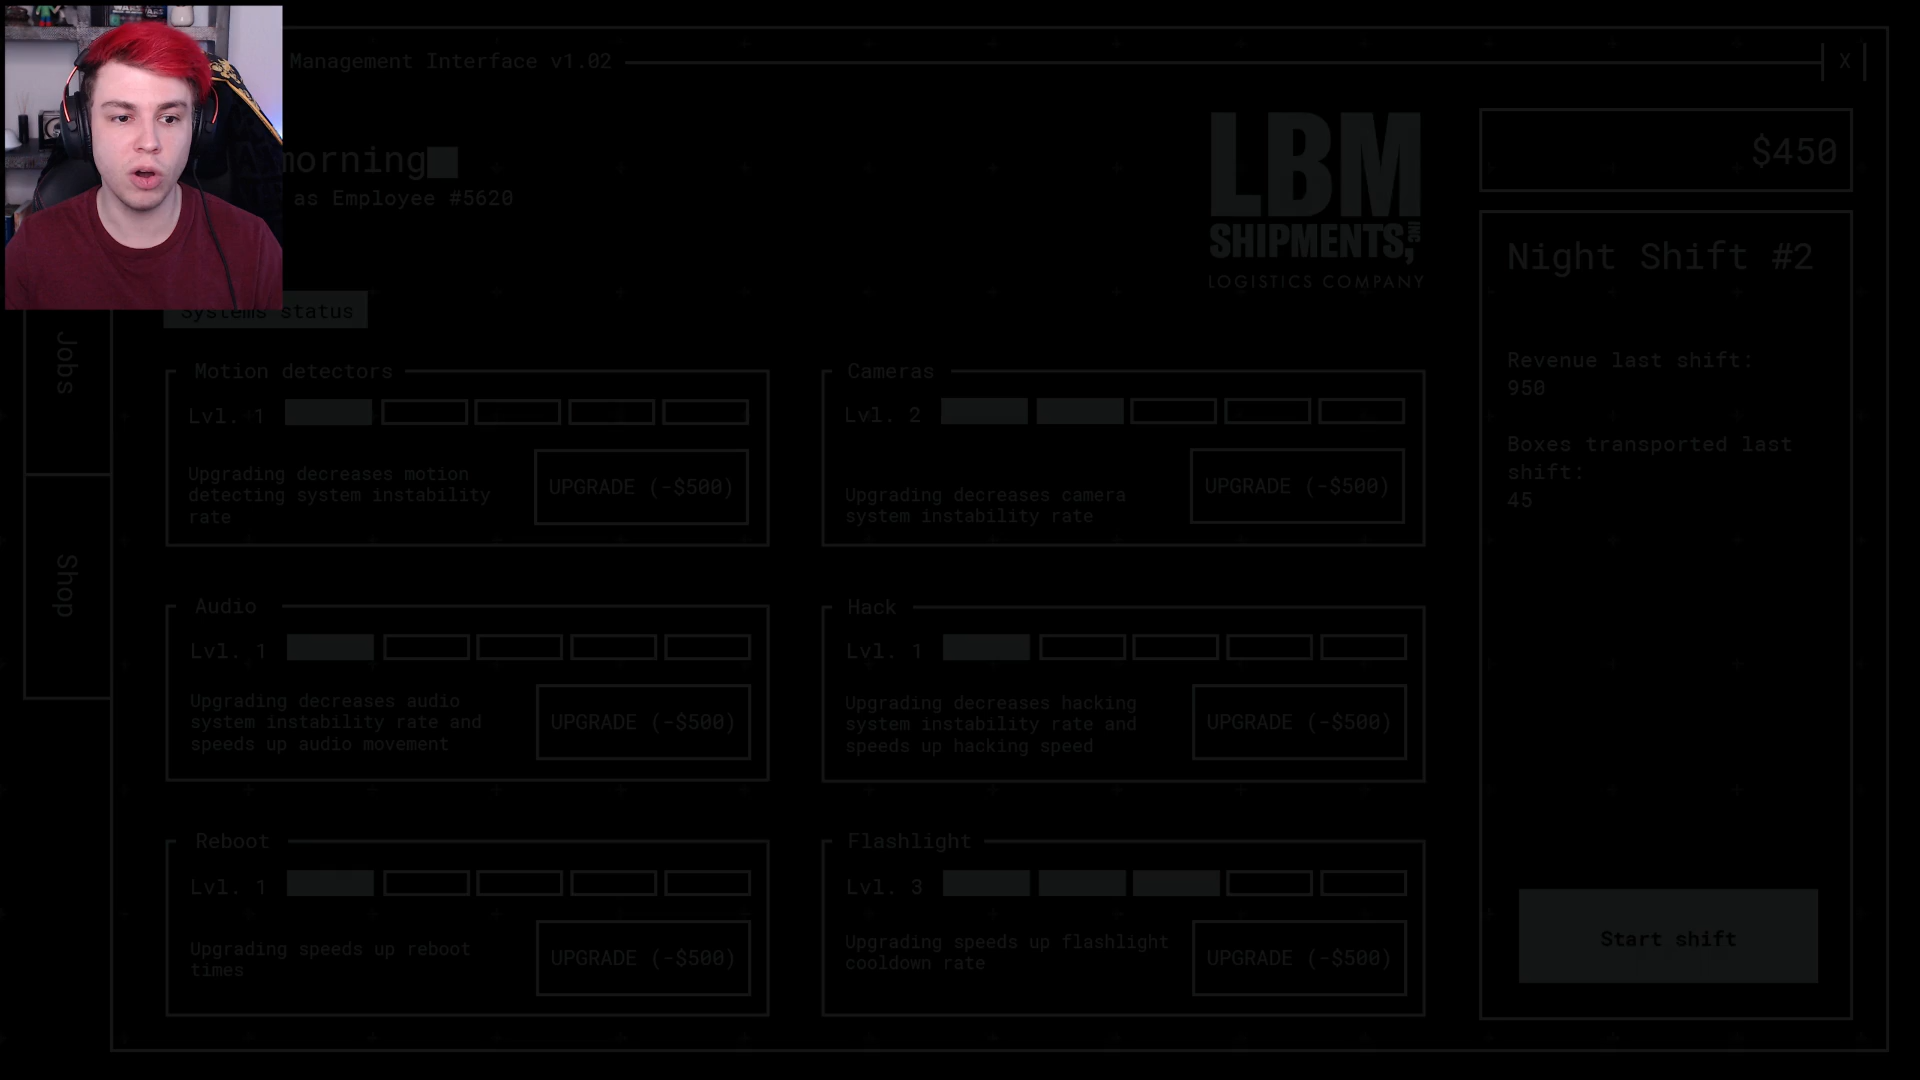 Management Interface v1.02
X
morning
as Employee #5620
LBM
SHIPMENTS, INC
LOGISTICS COMPANY
$450
Night Shift #2
Revenue last shift:
950
Boxes transported last
shift:
45
Start shift
Jobs
Shop
Systems status
Motion detectors
Lvl. 1
Upgrading decreases motion
detecting system instability
rate
UPGRADE (-$500)
Cameras
Lvl. 2
Upgrading decreases camera
system instability rate
UPGRADE (-$500)
Audio
Lvl. 1
Upgrading decreases audio
system instability rate and
speeds up audio movement
UPGRADE (-$500)
Hack
Lvl. 1
Upgrading decreases hacking
system instability rate and
speeds up hacking speed
UPGRADE (-$500)
Reboot
Lvl. 1
Upgrading speeds up reboot
times
UPGRADE (-$500)
Flashlight
Lvl. 3
Upgrading speeds up flashlight
cooldown rate
UPGRADE (-$500)